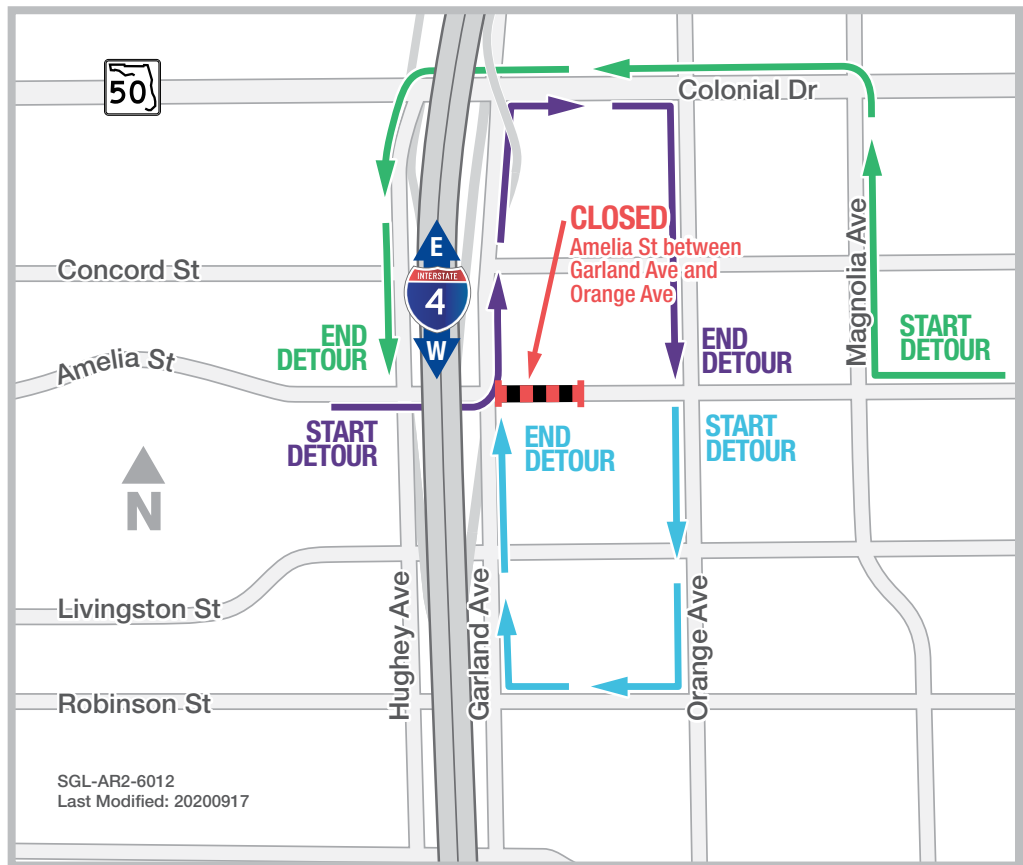 50
Colonial Dr
Concord St
E
INTERSTATE
4
W
CLOSED
Amelia St between
Garland Ave and
Orange Ave
Magnolia Ave
END
DETOUR
Amelia St
END
DETOUR
START
DETOUR
START
DETOUR
END
DETOUR
START
DETOUR
N
Livingston St
Hughey Ave
Garland Ave
Orange Ave
Robinson St
SGL-AR2-6012
Last Modified: 20200917